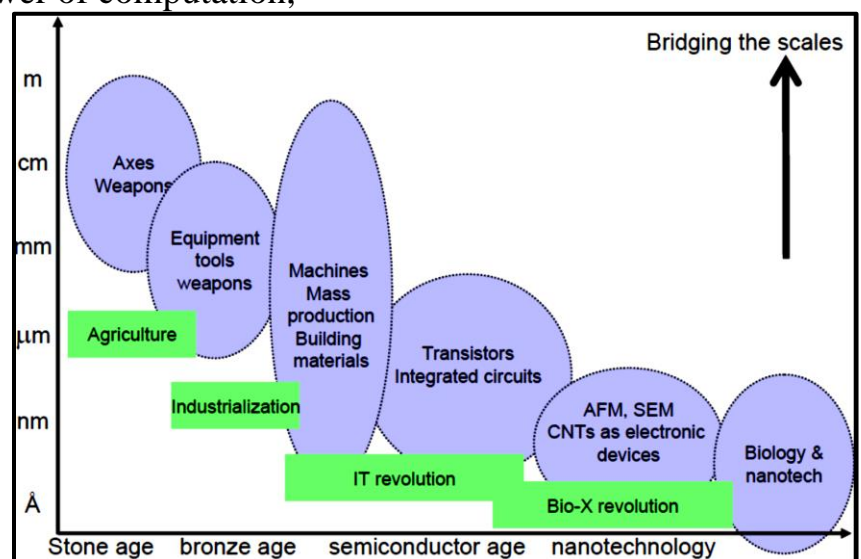 computation,
Bridging the scales
m
cm
mm
μm
nm
Å
Axes
Weapons
Equipment
tools
weapons
Machines
Mass
production
Building
materials
Transistors
Integrated circuits
AFM, SEM
CNTs as electronic
devices
Biology &
nanotech
Agriculture
Industrialization
IT revolution
Bio-X revolution
Stone age bronze age semiconductor age nanotechnology